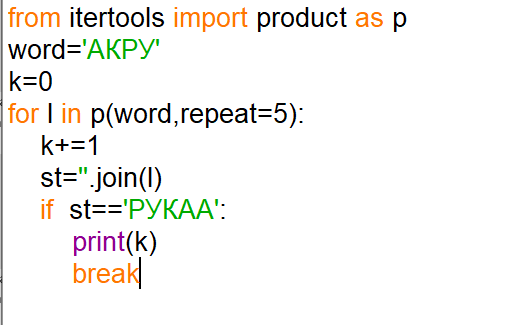 from itertools import product as p
word='АКРУ'
k=0
for l in p(word,repeat=5):
    k+=1
    st=''.join(l)
    if  st=='РУКАА':
        print(k)
        break